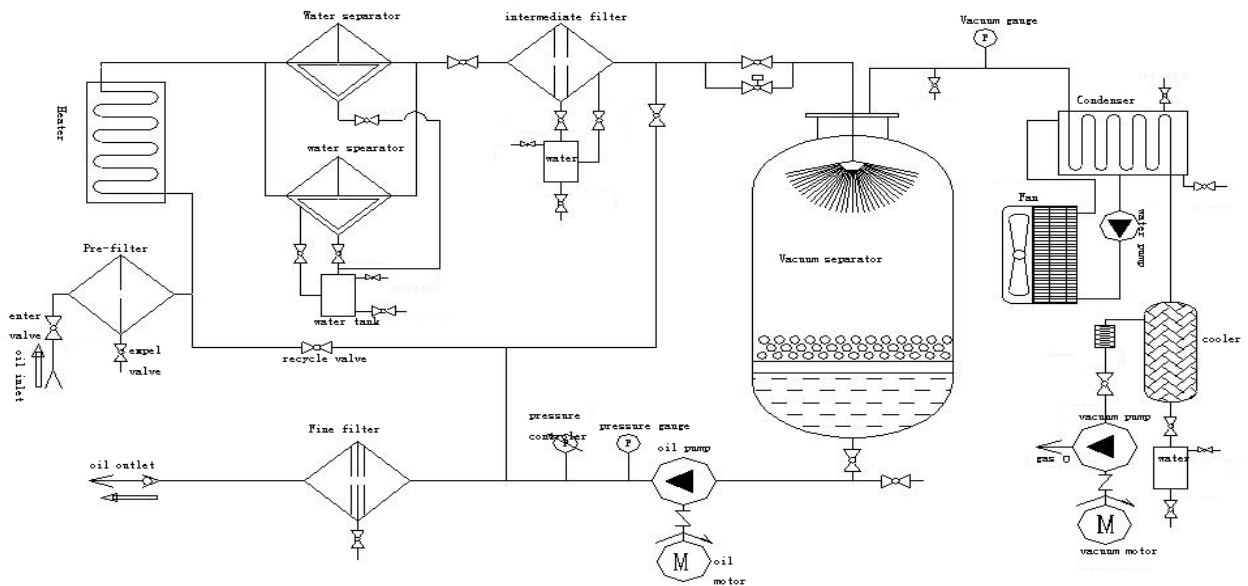 Water separator
intermediate filter
Vacuum gauge
P
Heater
Condenser
water spearator
water
Fan
water pump
Pre-filter
Vacuum separator
enter
valve
water tank
oil inlet
expel
valve
recycle valve
cooler
Fine filter
pressure
controler
P
pressure gauge
P
oil pump
vacuum pump
gas
water
oil outlet
M
oil
motor
M
vacuum motor